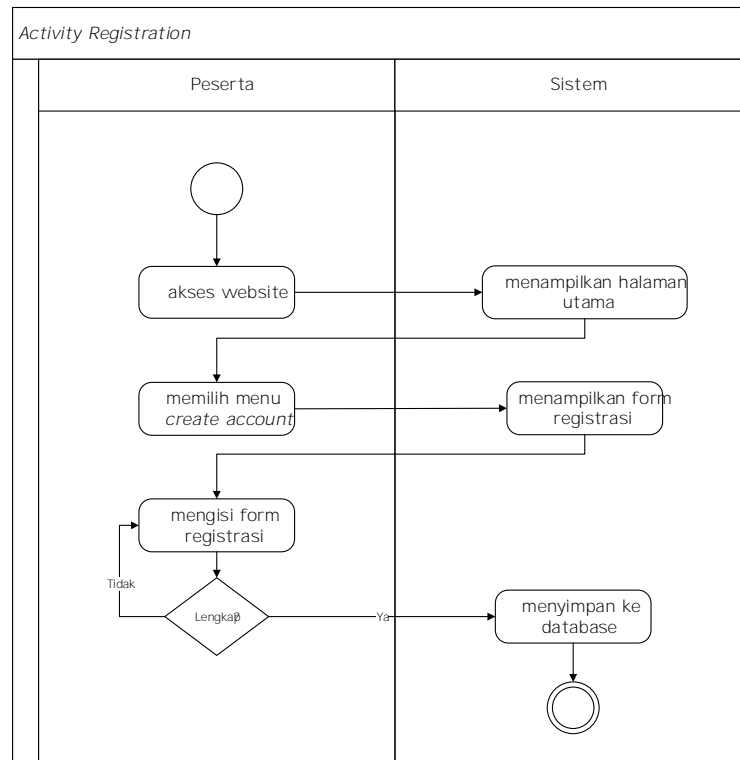 Activity Registration
Peserta
Sistem
akses website
menampilkan halaman
utama
memilih menu
create account
menampilkan form
registrasi
mengisi form
registrasi
Tidak
Lengkap?
Ya
menyimpan ke
database